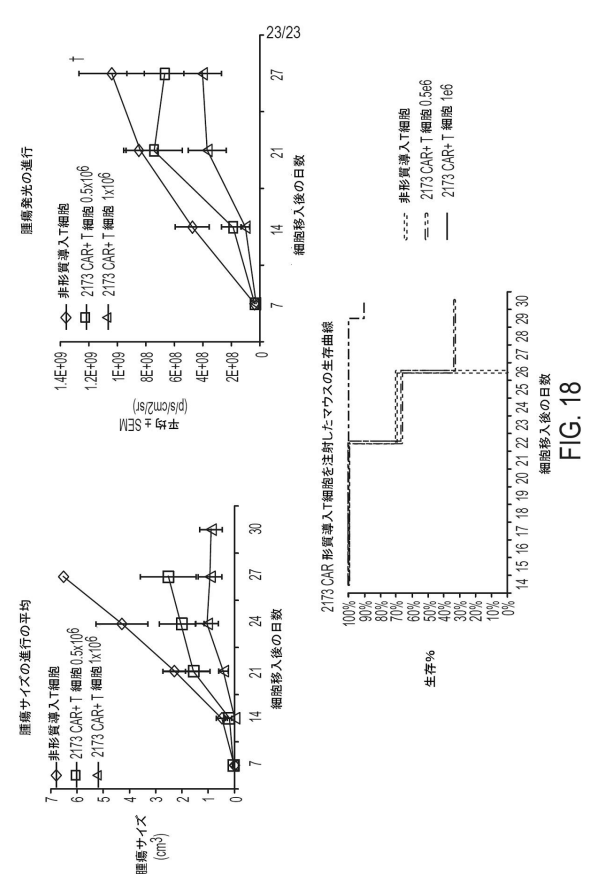 腫瘍サイズの進行の平均
非形質導入T細胞
2173 CAR+ T 細胞 0.5x10⁶
2173 CAR+ T 細胞 1x10⁶
腫瘍サイズ
(cm³)
7
6
5
4
3
2
1
0
7 14 21 24 27 30
細胞移入後の日数
腫瘍発光の進行
非形質導入T細胞
2173 CAR+ T 細胞 0.5x10⁶
2173 CAR+ T 細胞 1x10⁶
平均 ± SEM
(p/s/cm2/sr)
1.4E+09
1.2E+09
1E+09
8E+08
6E+08
4E+08
2E+08
0
7 14 21 27
†
細胞移入後の日数
23/23
2173 CAR 形質導入T細胞を注射したマウスの生存曲線
生存%
100%
90%
80%
70%
60%
50%
40%
30%
20%
10%
0%
14 15 16 17 18 19 20 21 22 23 24 25 26 27 28 29 30
細胞移入後の日数
非形質導入T細胞
2173 CAR+ T 細胞 0.5e6
2173 CAR+ T 細胞 1e6
FIG. 18